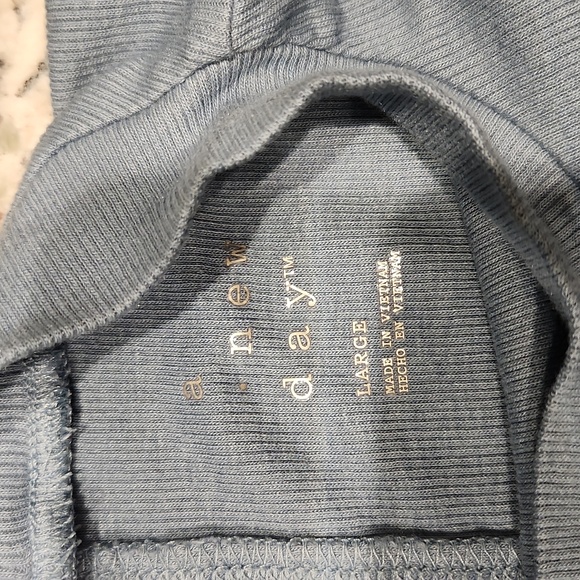 a new
day™
LARGE
MADE IN VIETNAM
HECHO EN VIETNAM